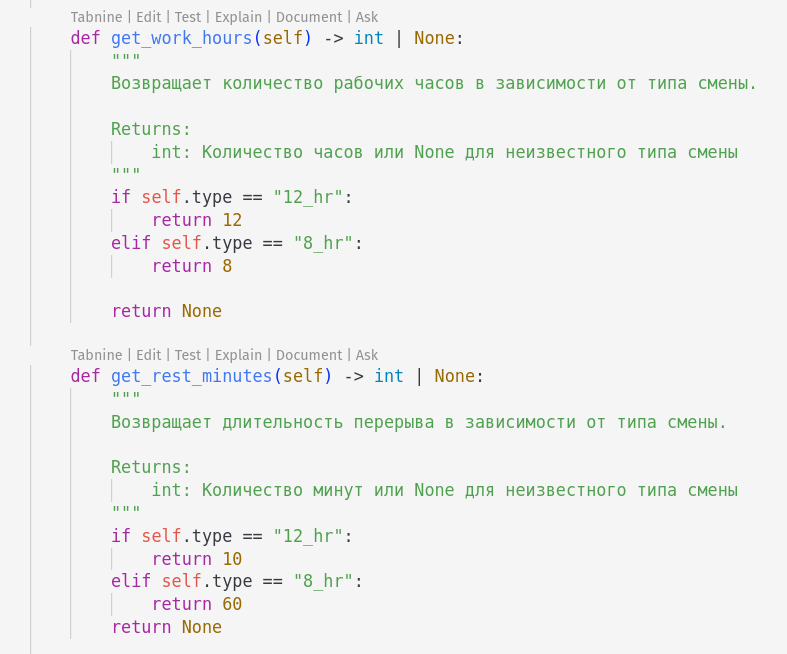 Tabnine | Edit | Test | Explain | Document | Ask
def get_work_hours(self) -> int | None:
"""
Возвращает количество рабочих часов в зависимости от типа смены.
Returns:
int: Количество часов или None для неизвестного типа смены
"""
if self.type == "12_hr":
return 12
elif self.type == "8_hr":
return 8
return None
Tabnine | Edit | Test | Explain | Document | Ask
def get_rest_minutes(self) -> int | None:
"""
Возвращает длительность перерыва в зависимости от типа смены.
Returns:
int: Количество минут или None для неизвестного типа смены
"""
if self.type == "12_hr":
return 10
elif self.type == "8_hr":
return 60
return None